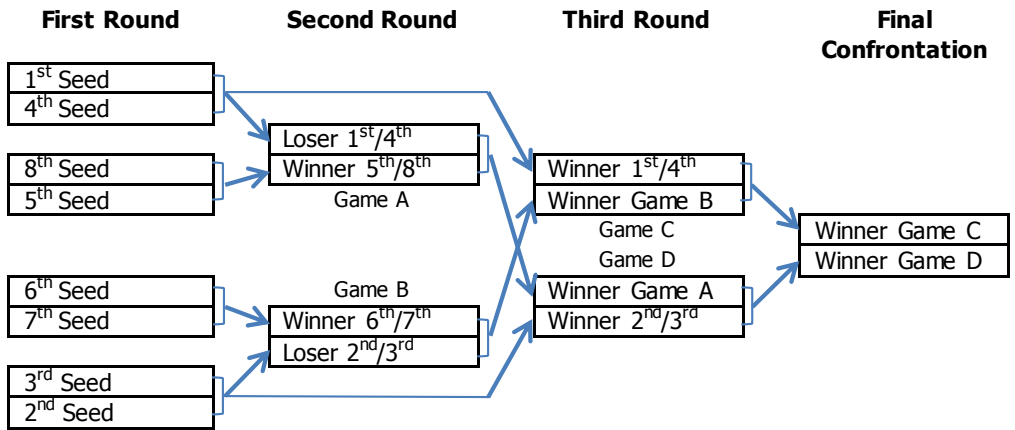 First Round
Second Round
Third Round
Final
Confrontation
1st Seed
4th Seed
8th Seed
5th Seed
6th Seed
7th Seed
3rd Seed
2nd Seed
Loser 1st/4th
Winner 5th/8th
Game A
Game B
Winner 6th/7th
Loser 2nd/3rd
Winner 1st/4th
Winner Game B
Game C
Game D
Winner Game A
Winner 2nd/3rd
Winner Game C
Winner Game D